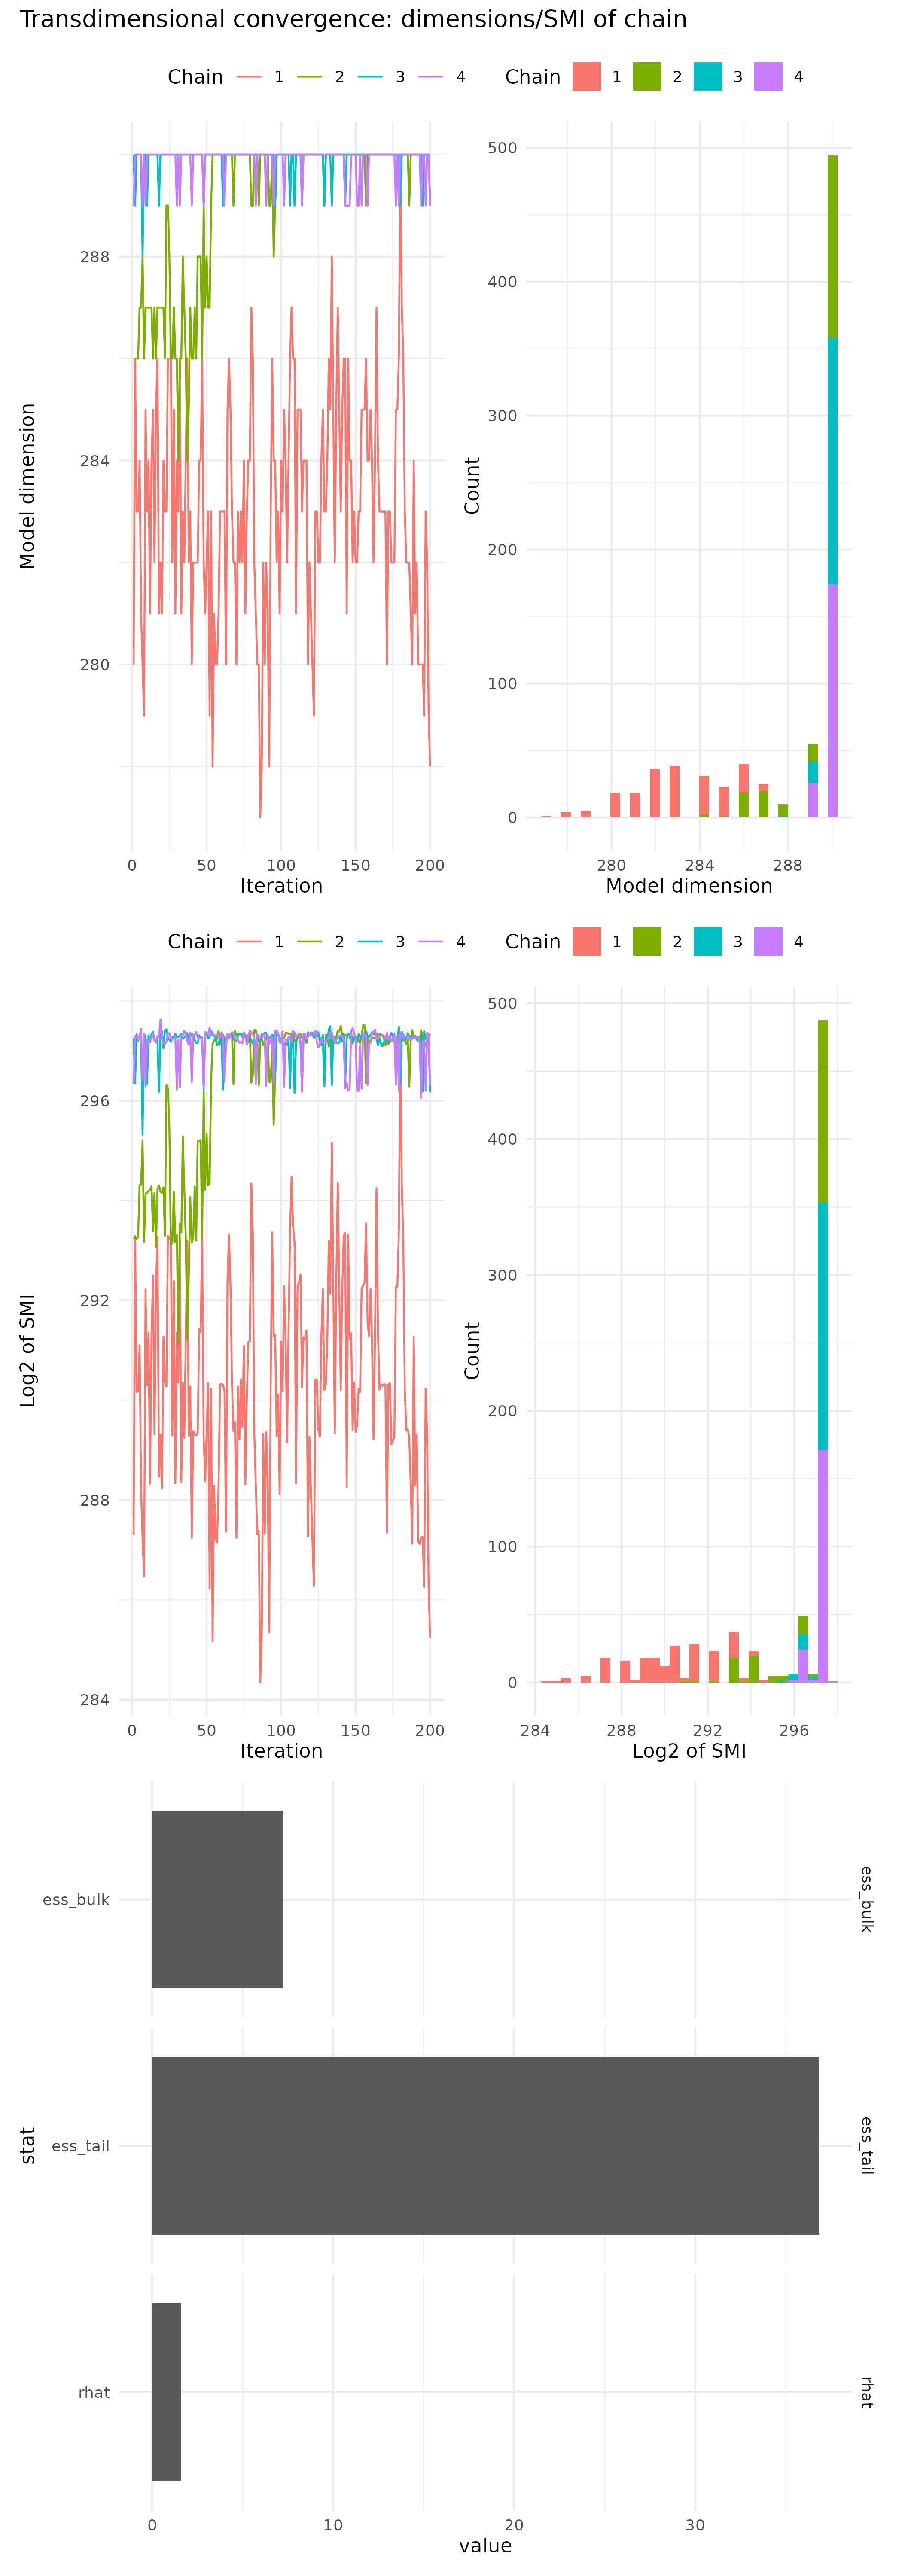 Transdimensional convergence: dimensions/SMI of chain
Chain 1 2 3 4
Chain 1 2 3 4
Model dimension
288
284
280
0 50 100 150 200
Iteration
Count
500
400
300
200
100
0
280 284 288
Model dimension
Chain 1 2 3 4
Chain 1 2 3 4
Log2 of SMI
296
292
288
284
0 50 100 150 200
Iteration
Count
500
400
300
200
100
0
284 288 292 296
Log2 of SMI
stat
ess_bulk
ess_bulk
ess_tail
ess_tail
rhat
rhat
0 10 20 30
value